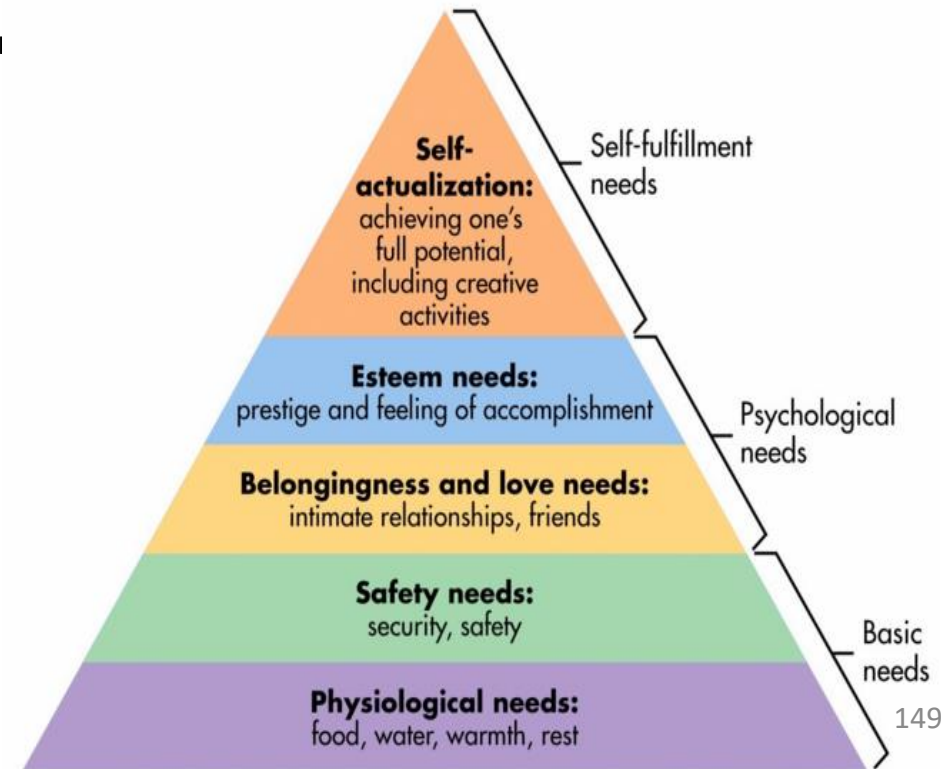 Self-
actualization:
achieving one's
full potential,
including creative
activities
Self-fulfillment
needs
Esteem needs:
prestige and feeling of accomplishment
Psychological
needs
Belongingness and love needs:
intimate relationships, friends
Safety needs:
security, safety
Basic
needs
Physiological needs:
food, water, warmth, rest
149